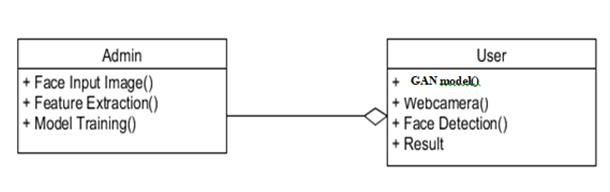 Admin
+ Face Input Image()
+ Feature Extraction()
+ Model Training()
User
+ GAN model()
+ Webcamera()
+ Face Detection()
+ Result